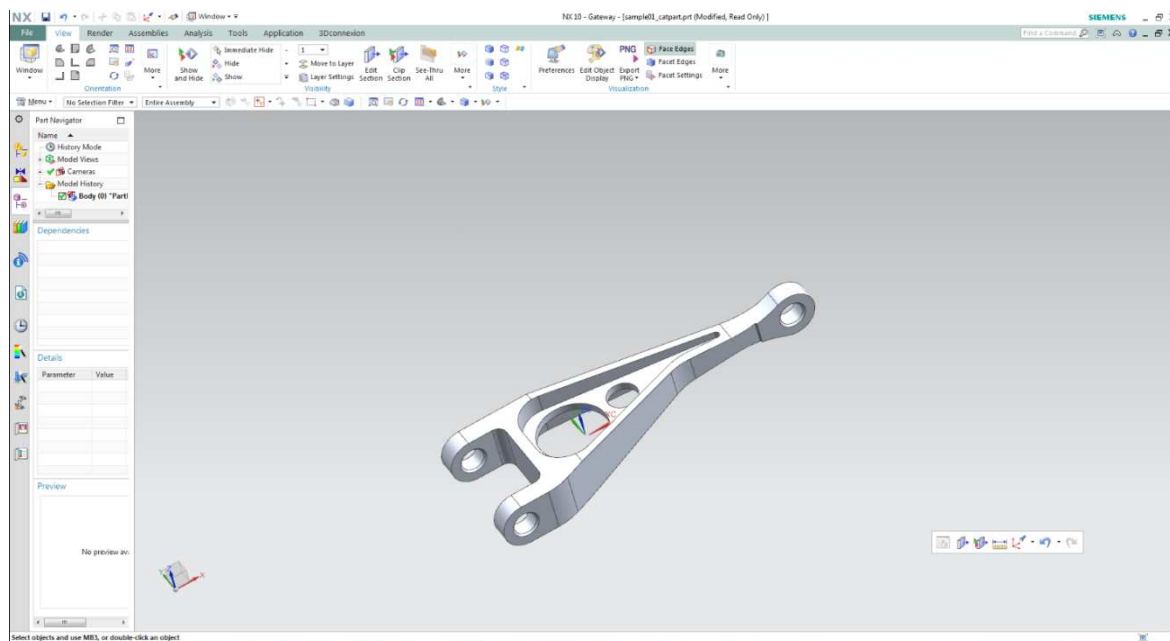 NX Window NX 10 - Gateway - [sample01_catpart.prt (Modified, Read Only) ] SIEMENS
File View Render Assemblies Analysis Tools Application 3Dconnexion Find a Command
Immediate Hide 1 PNG Face Edges
Hide Move to Layer Facet Edges
Window More Show and Hide Show Layer Settings Edit Section Clip Section See-Thru All More Preferences Edit Object Display Export PNG Facet Settings More
Orientation Visibility Style Visualization
Menu No Selection Filter Entire Assembly
Part Navigator
Name
History Mode
Model Views
Cameras
Model History
Body (0) "Part
Dependencies
Details
Parameter Value
Preview
No preview av
XC
X
Select objects and use MB3, or double-click an object